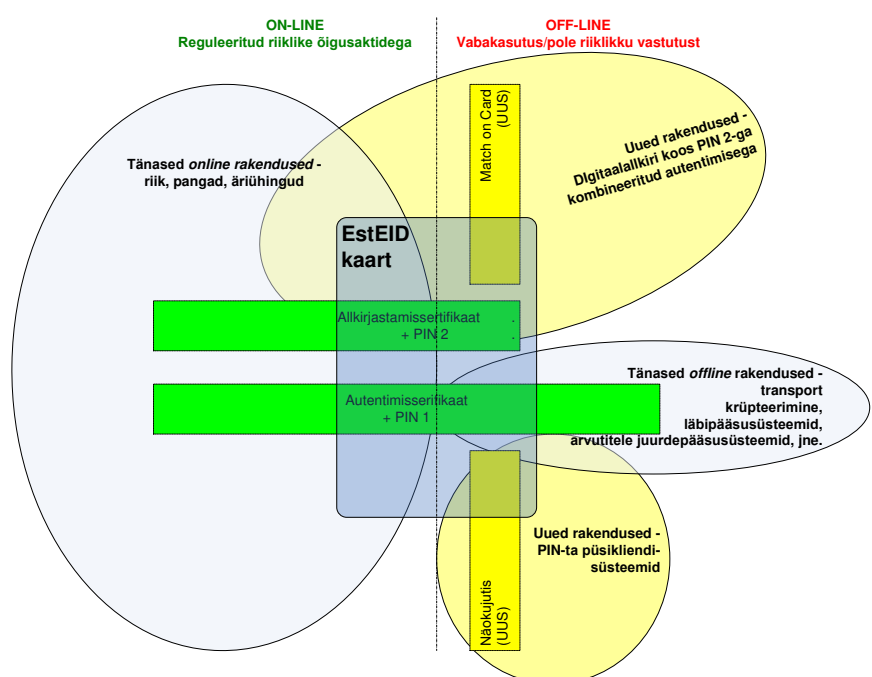 ON-LINE
Reguleeritud riiklike õigusaktidega
OFF-LINE
Vabakasutus/pole riiklikku vastutust
Match on Card
(UUS)
Uued rakendused -
DIgitaalallkiri koos PIN 2-ga
kombineeritud autentimisega
Tänased online rakendused -
riik, pangad, äriühingud
EstEID
kaart
Allkirjastamissertifikaat .
+ PIN 2 .
Autentimisserifikaat
+ PIN 1
Tänased offline rakendused -
transport
krüpteerimine,
läbipääsusüsteemid,
arvutitele juurdepääsusüsteemid, jne.
Uued rakendused -
PIN-ta püsikliendi-
süsteemid
Näokujutis
(UUS)